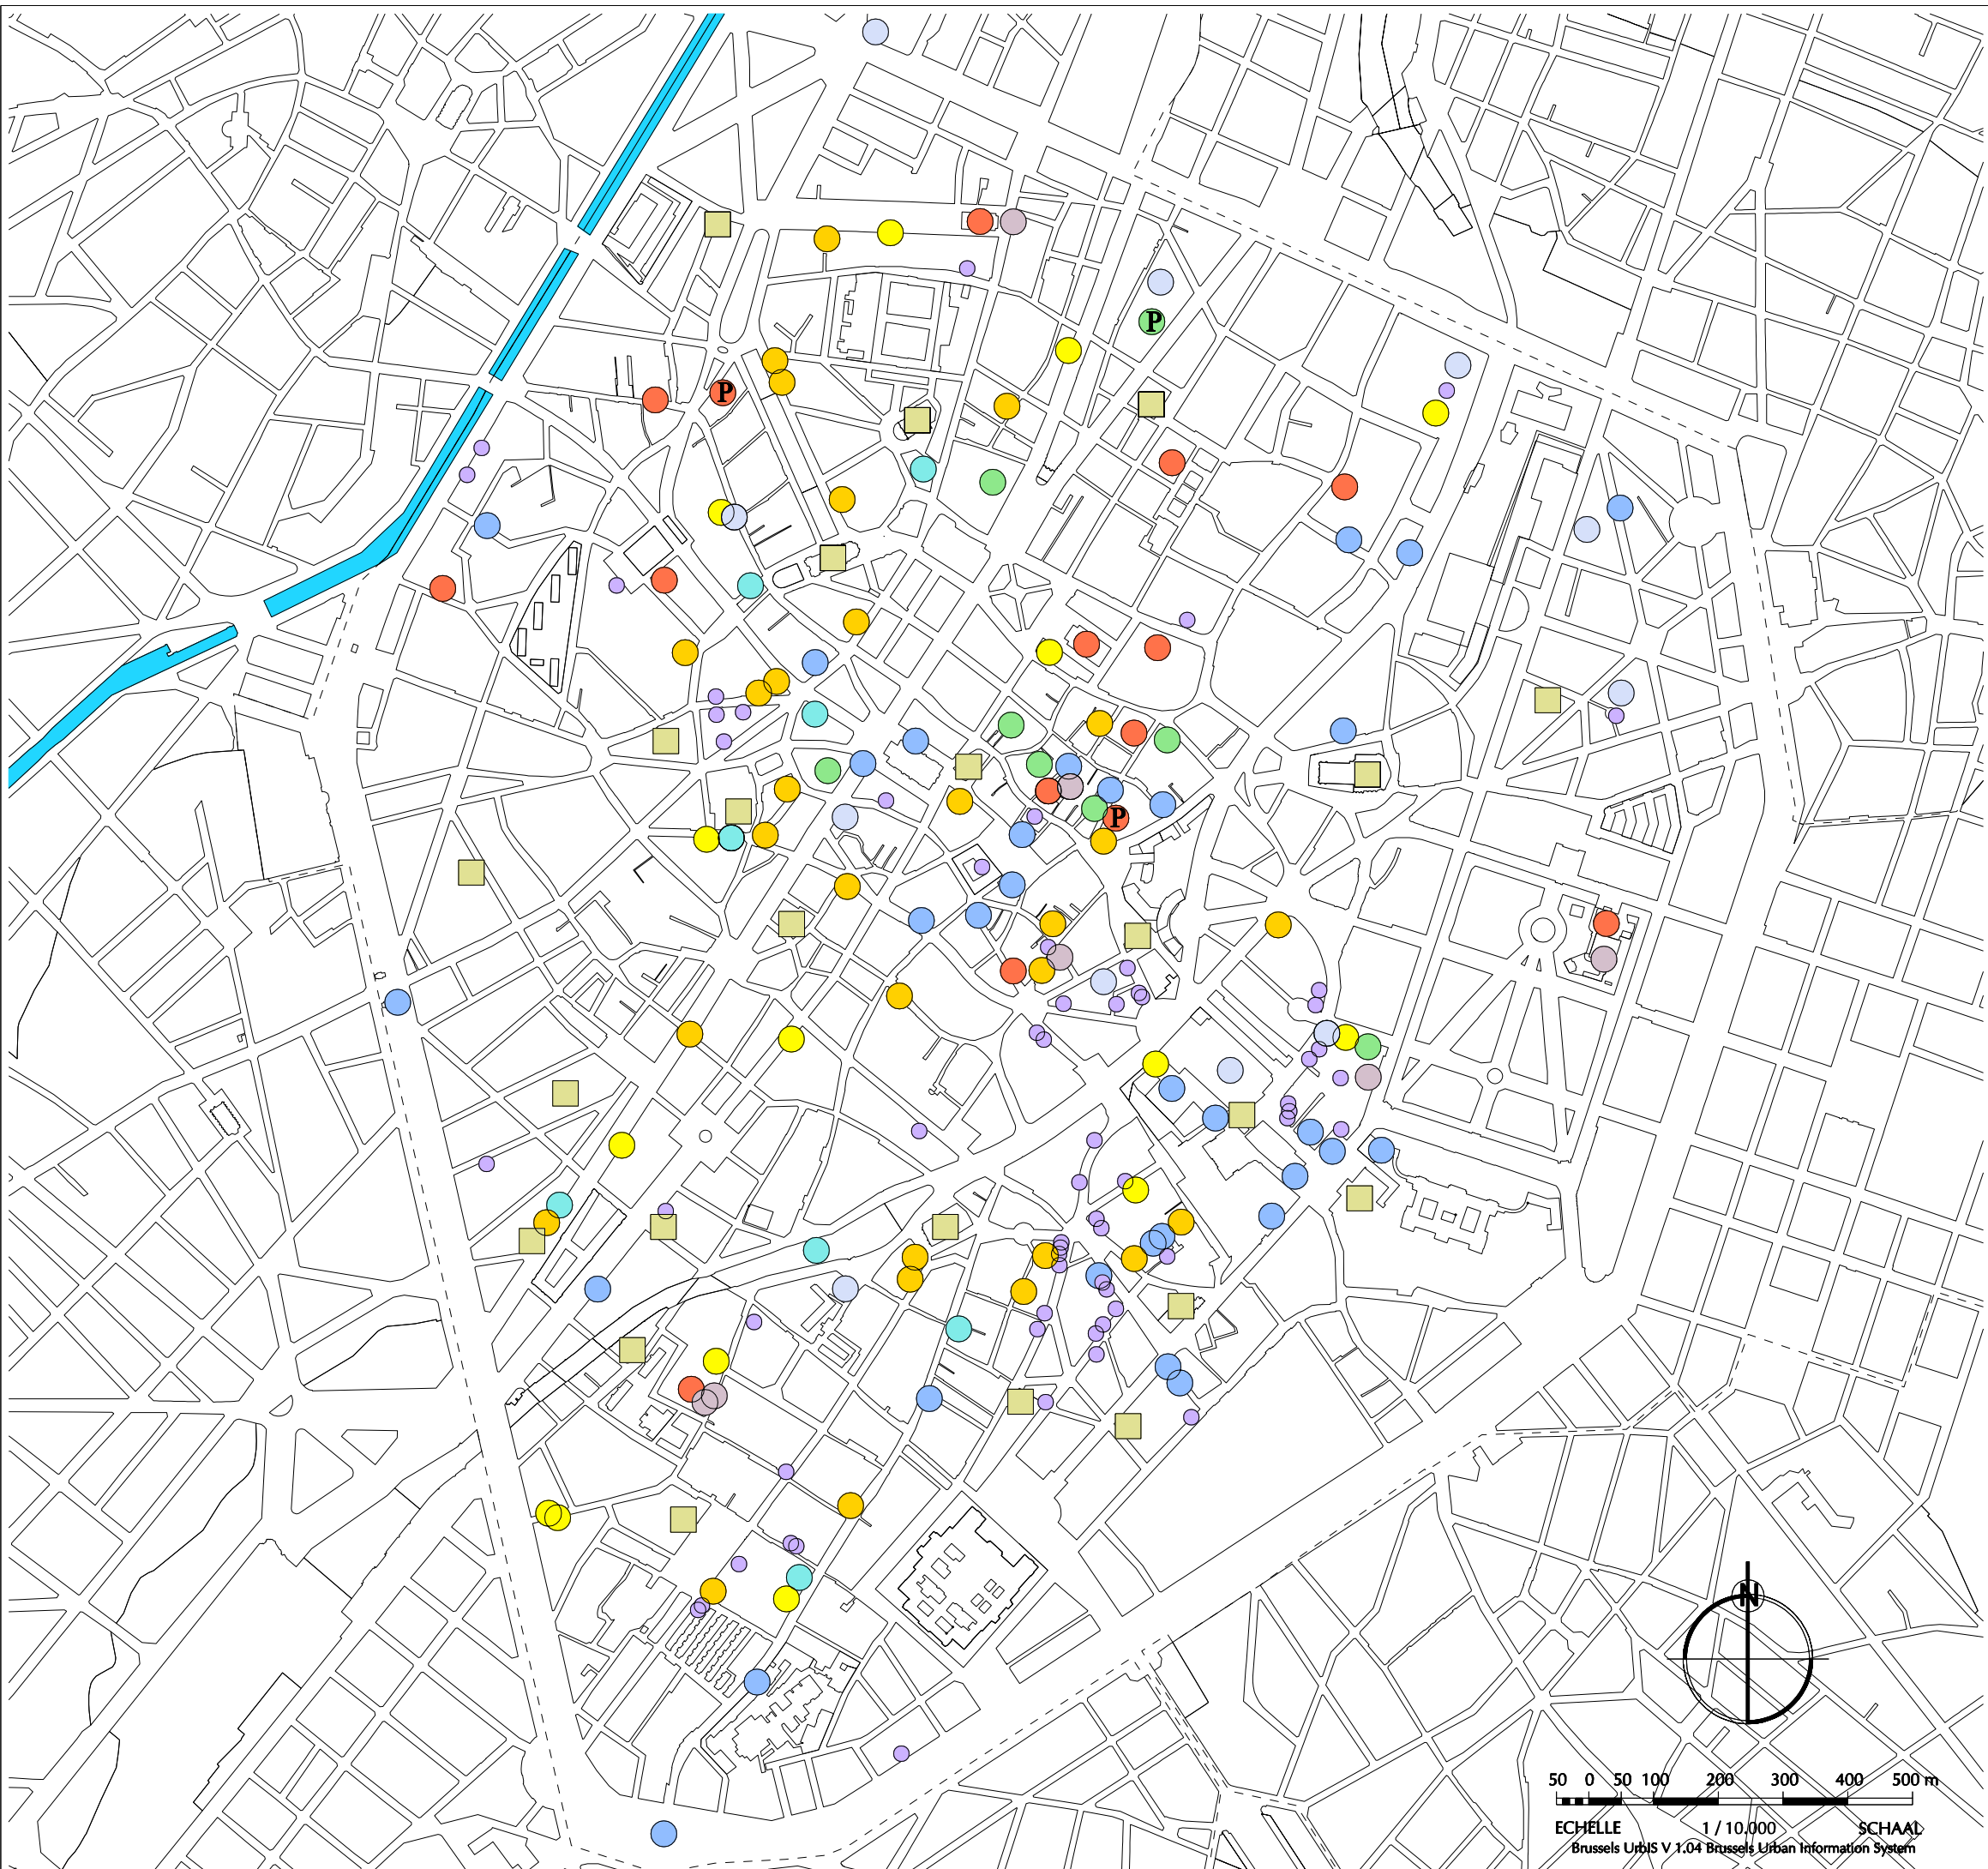 P
P
P
N
50 0 50 100 200 300 400 500 m
ECHELLE 1 / 10.000 SCHAAL
Brussels UrbIS V 1.04 Brussels Urban Information System